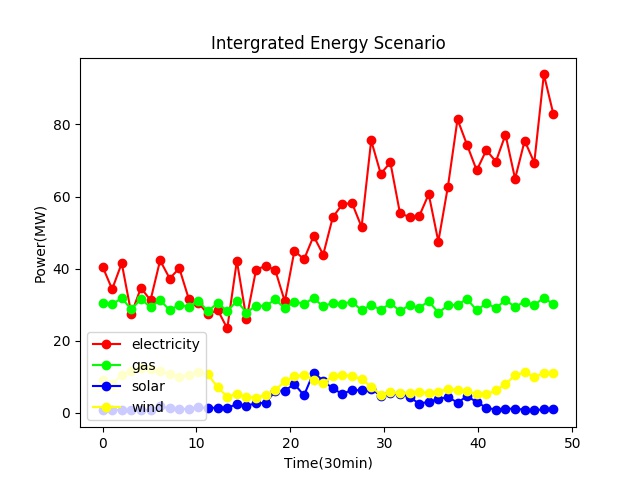 Intergrated Energy Scenario
Power(MW)
80
60
40
20
0
electricity
gas
solar
wind
0 10 20 30 40 50
Time(30min)